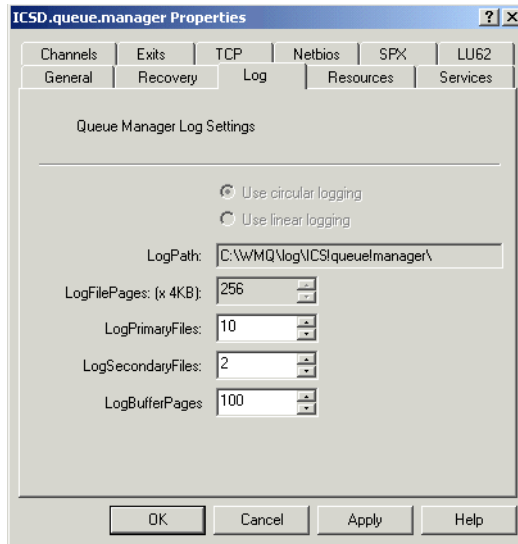 ICSD.queue.manager Properties
Channels Exits TCP Netbios SPX LU62
General Recovery Log Resources Services
Queue Manager Log Settings
Use circular logging
Use linear logging
LogPath: C:\WMQ\log\ICS!queue!manager\
LogFilePages: (x 4KB): 256
LogPrimaryFiles: 10
LogSecondaryFiles: 2
LogBufferPages 100
OK Cancel Apply Help